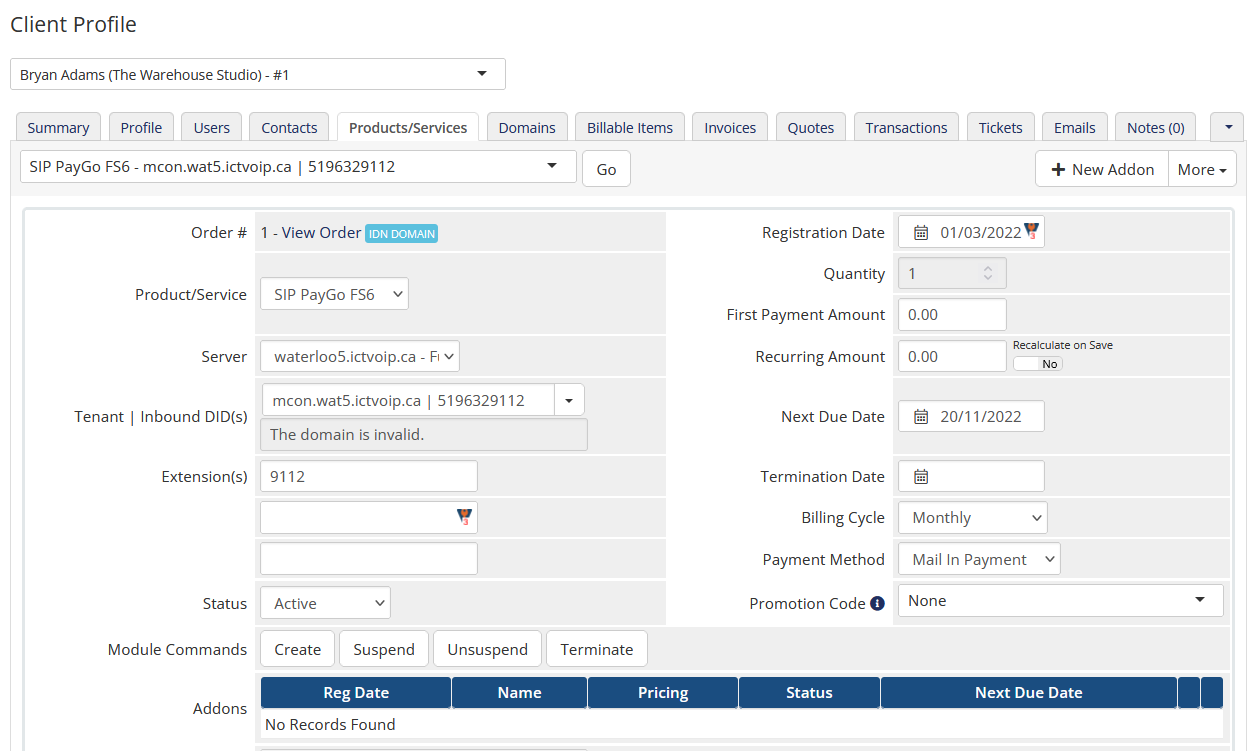 Client Profile
Bryan Adams (The Warehouse Studio) - #1
Summary Profile Users Contacts Products/Services Domains Billable Items Invoices Quotes Transactions Tickets Emails Notes (0)
SIP PayGo FS6 - mcon.wat5.ictvoip.ca | 5196329112 Go New Addon More
Order # 1 - View Order IDN DOMAIN Registration Date 01/03/2022 3
Quantity 1
Product/Service SIP PayGo FS6
First Payment Amount 0.00
Recalculate on Save
Server waterloo5.ictvoip.ca - Recurring Amount 0.00 No
Tenant | Inbound DID(s) mcon.wat5.ictvoip.ca | 5196329112 Next Due Date 20/11/2022
The domain is invalid.
Extension(s) 9112 Termination Date
3 Billing Cycle Monthly
Payment Method Mail In Payment
Status Active Promotion Code i None
Module Commands Create Suspend Unsuspend Terminate
Addons Reg Date Name Pricing Status Next Due Date
No Records Found